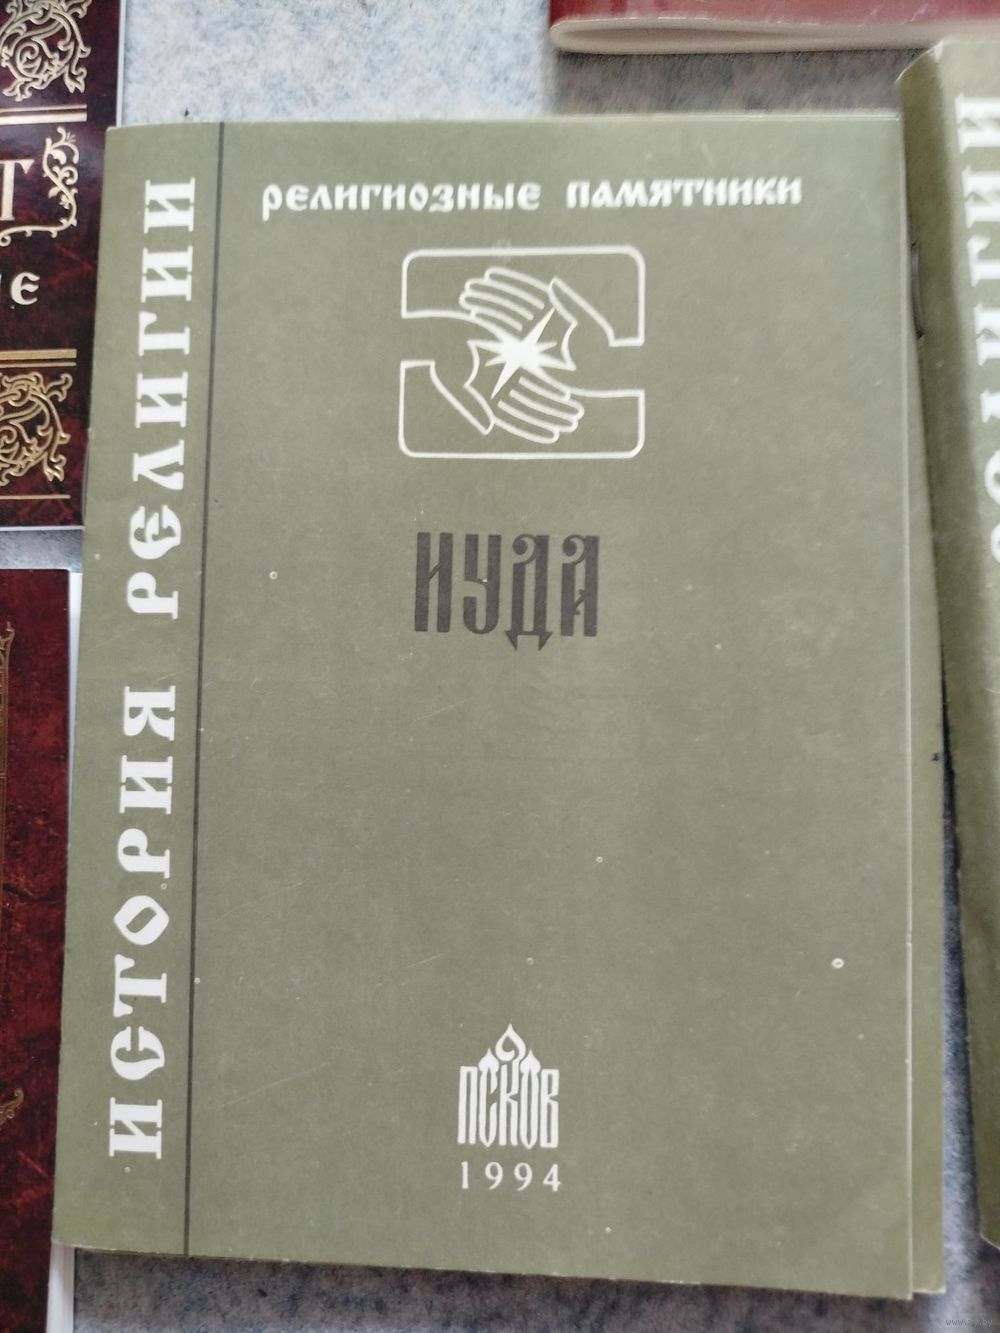 РЕЛИГИОЗНЫЕ ПАМЯТНИКИ
ИСТОРИЯ РЕЛИГИИ
ИУДА
ПСКОВ
1994